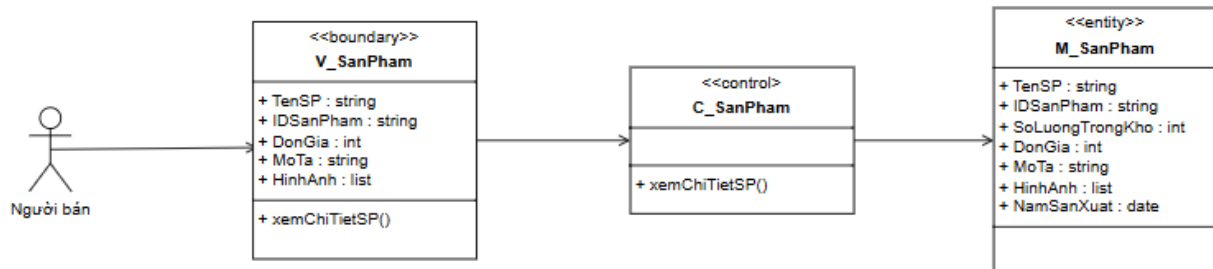 Người bán
<<boundary>>
V_SanPham
+ TenSP : string
+ IDSanPham : string
+ DonGia : int
+ MoTa : string
+ HinhAnh : list
+ xemChiTietSP()
<<control>>
C_SanPham
+ xemChiTietSP()
<<entity>>
M_SanPham
+ TenSP : string
+ IDSanPham : string
+ SoLuongTrongKho : int
+ DonGia : int
+ MoTa : string
+ HinhAnh : list
+ NamSanXuat : date